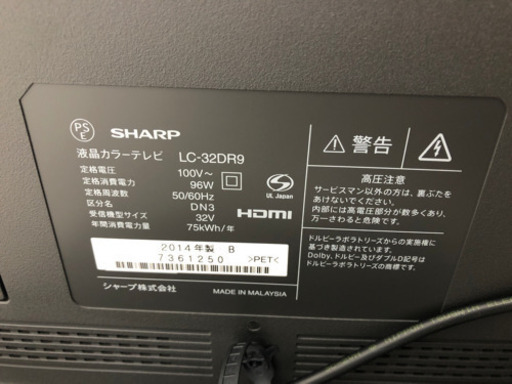 PS
E
SHARP
液晶カラーテレビ LC-32DR9
定格電圧 100V～
定格消費電力 96W
定格周波数 50/60Hz
区分名 DN3
受信機型サイズ 32V
年間消費電力量 75kWh/年
UL Japan
HDMI
2014年製 B
7361250
>PET<
シャープ株式会社
MADE IN MALAYSIA
警告
高圧注意
サービスマン以外の方は、裏ぶたを
あけないでください。
内部には高電圧部分が数多くあり、
万一さわると危険です。
ドルビーラボラトリーズからの実施権に
基づき製造されています。
Dolby、ドルビー及びダブルD記号は
ドルビーラボラトリーズの商標です。